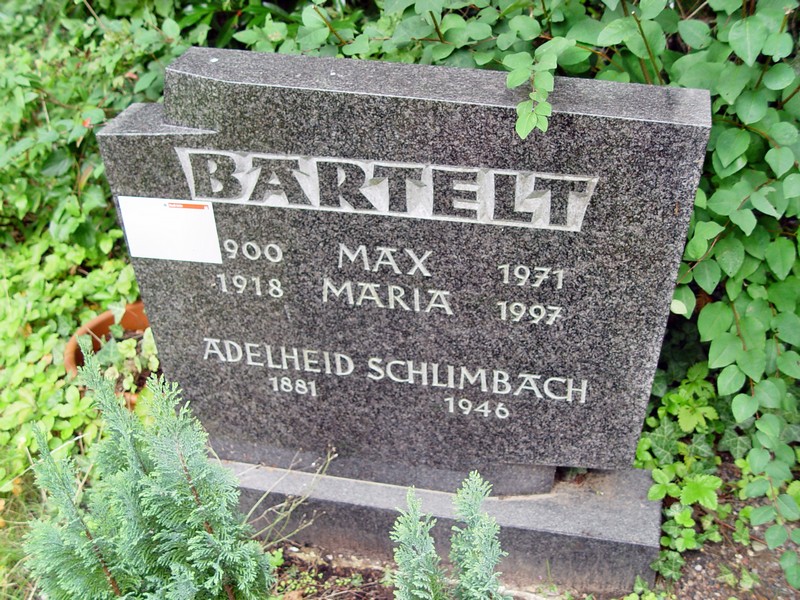 BARTELT
900 MAX 1971
1918 MARIA 1997
ADELHEID SCHLIMBACH
1881 1946